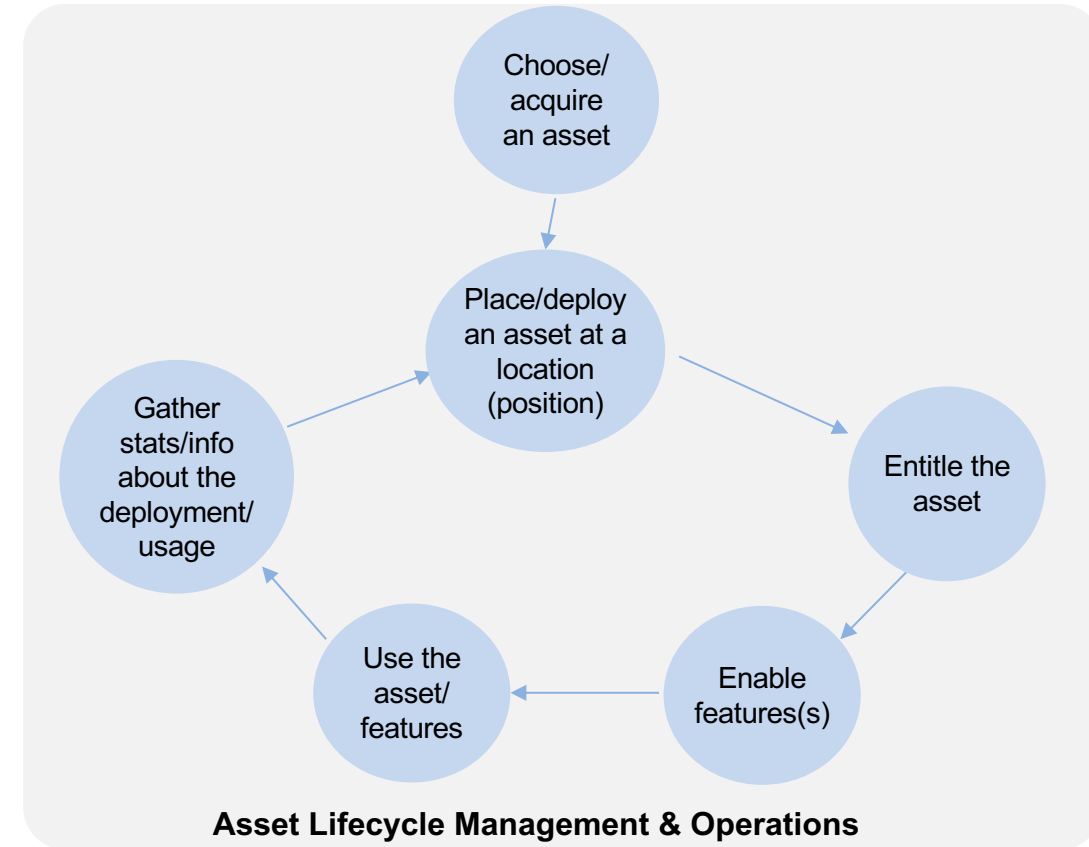 Choose/
acquire
an asset
Place/deploy
an asset at a
location
(position)
Entitle the
asset
Enable
features(s)
Use the
asset/
features
Gather
stats/info
about the
deployment/
usage
Asset Lifecycle Management & Operations